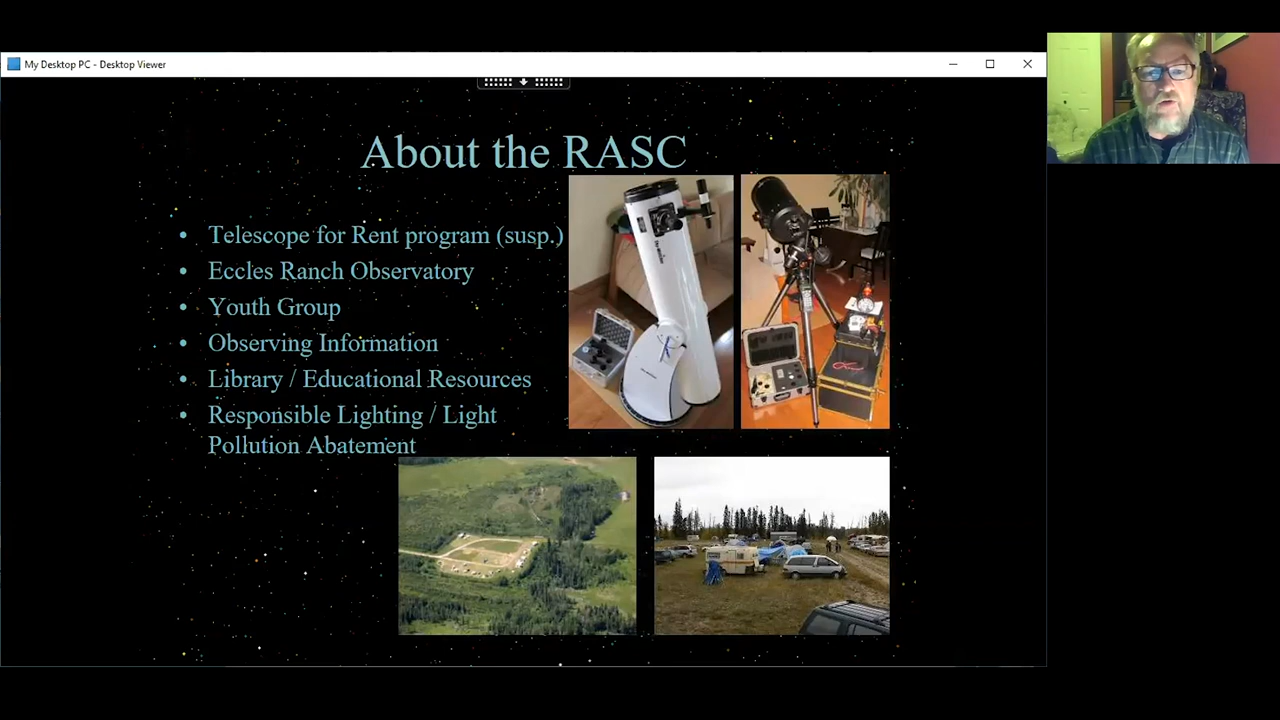 My Desktop PC - Desktop Viewer
About the RASC
• Telescope for Rent program (susp.)
• Eccles Ranch Observatory
• Youth Group
• Observing Information
• Library / Educational Resources
• Responsible Lighting / Light
Pollution Abatement